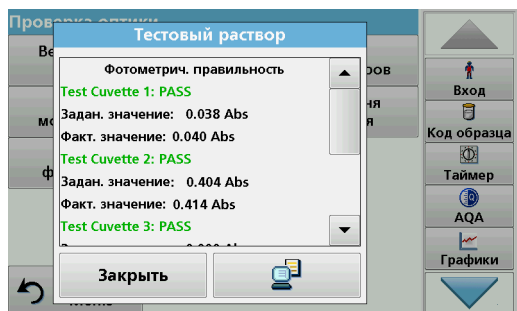 Проверка оптики
Тестовый раствор
Фотометрич. правильность
Test Cuvette 1: PASS
Задан. значение: 0.038 Abs
Факт. значение: 0.040 Abs
Test Cuvette 2: PASS
Задан. значение: 0.404 Abs
Факт. значение: 0.414 Abs
Test Cuvette 3: PASS
Закрыть
Вход
Код образца
Таймер
AQA
Графики